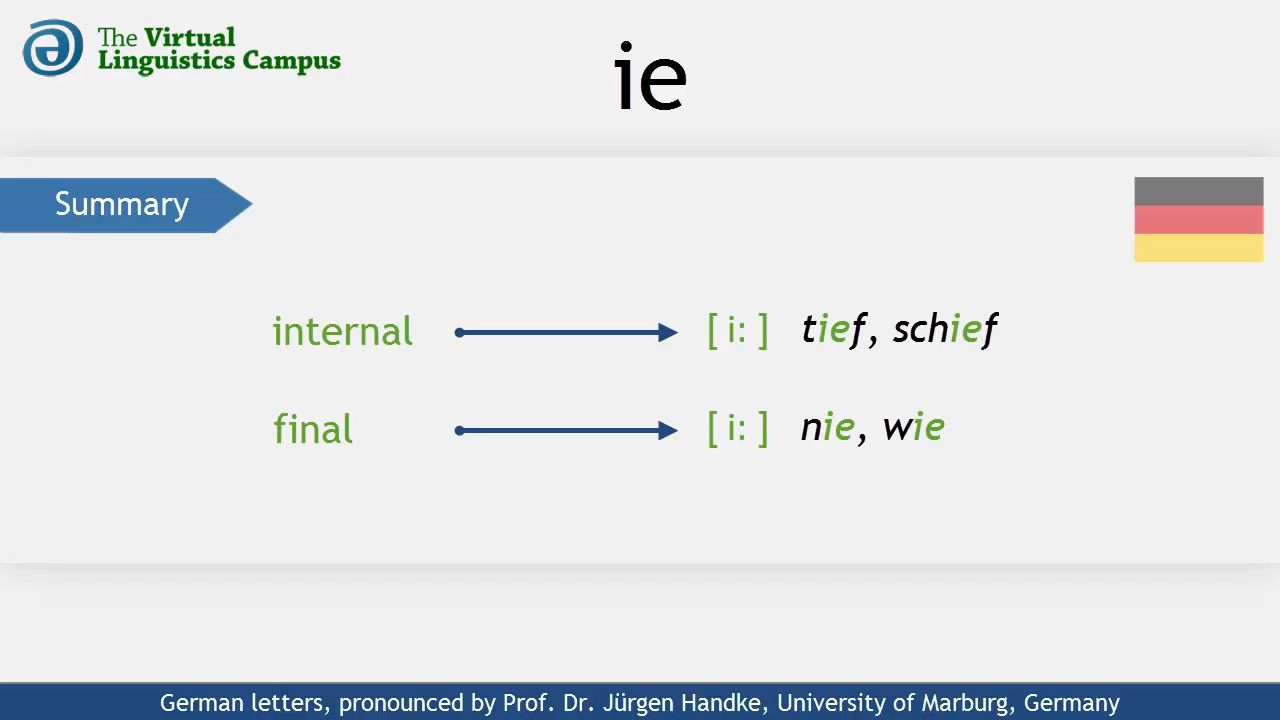 The Virtual
Linguistics Campus
ie
Summary
internal [ i: ] tief, schief
final [ i: ] nie, wie
German letters, pronounced by Prof. Dr. Jürgen Handke, University of Marburg, Germany